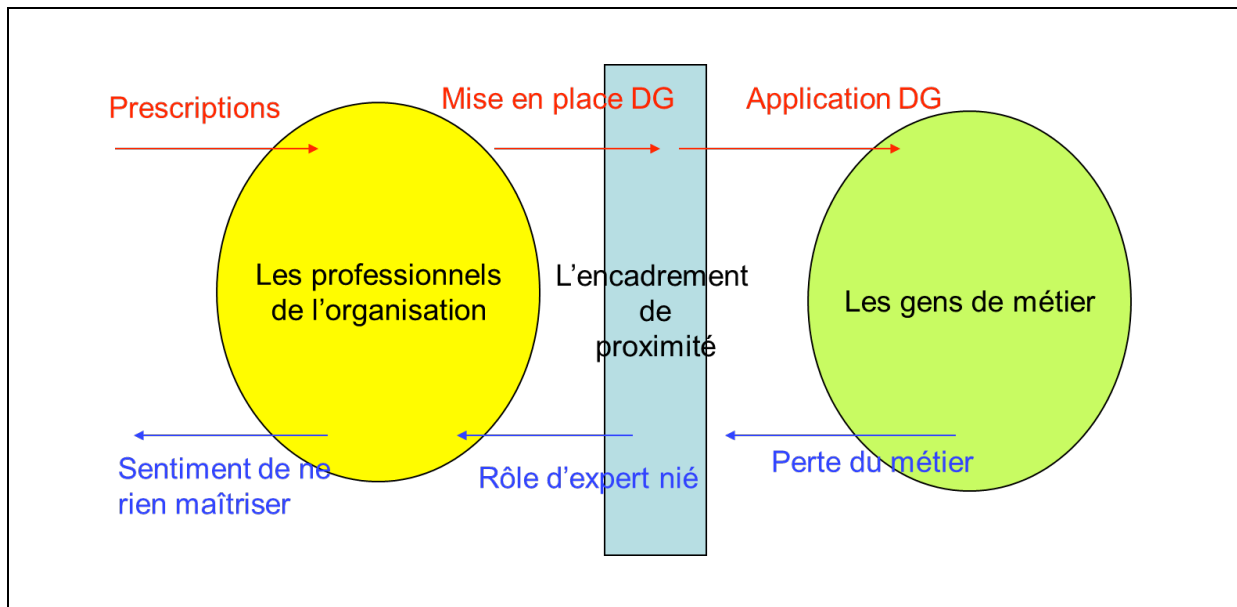 Prescriptions
Mise en place DG
Application DG
Les professionnels
de l'organisation
L'encadrement
de
proximité
Les gens de métier
Sentiment de ne
rien maîtriser
Rôle d'expert nié
Perte du métier